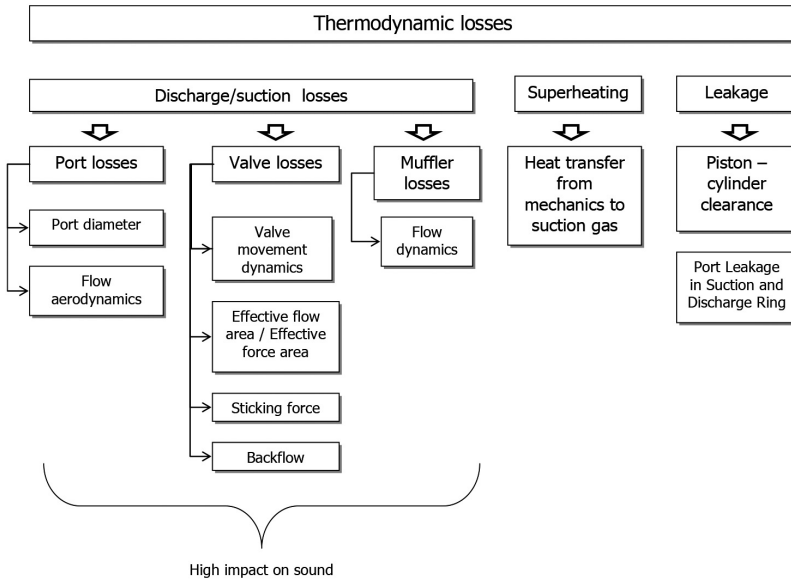 Thermodynamic losses
Discharge/suction losses
Superheating
Leakage
Port losses
Port diameter
Flow
aerodynamics
Valve losses
Valve
movement
dynamics
Effective flow
area / Effective
force area
Sticking force
Backflow
Muffler
losses
Flow
dynamics
Heat transfer
from
mechanics to
suction gas
Piston –
cylinder
clearance
Port Leakage
in Suction and
Discharge Ring
High impact on sound